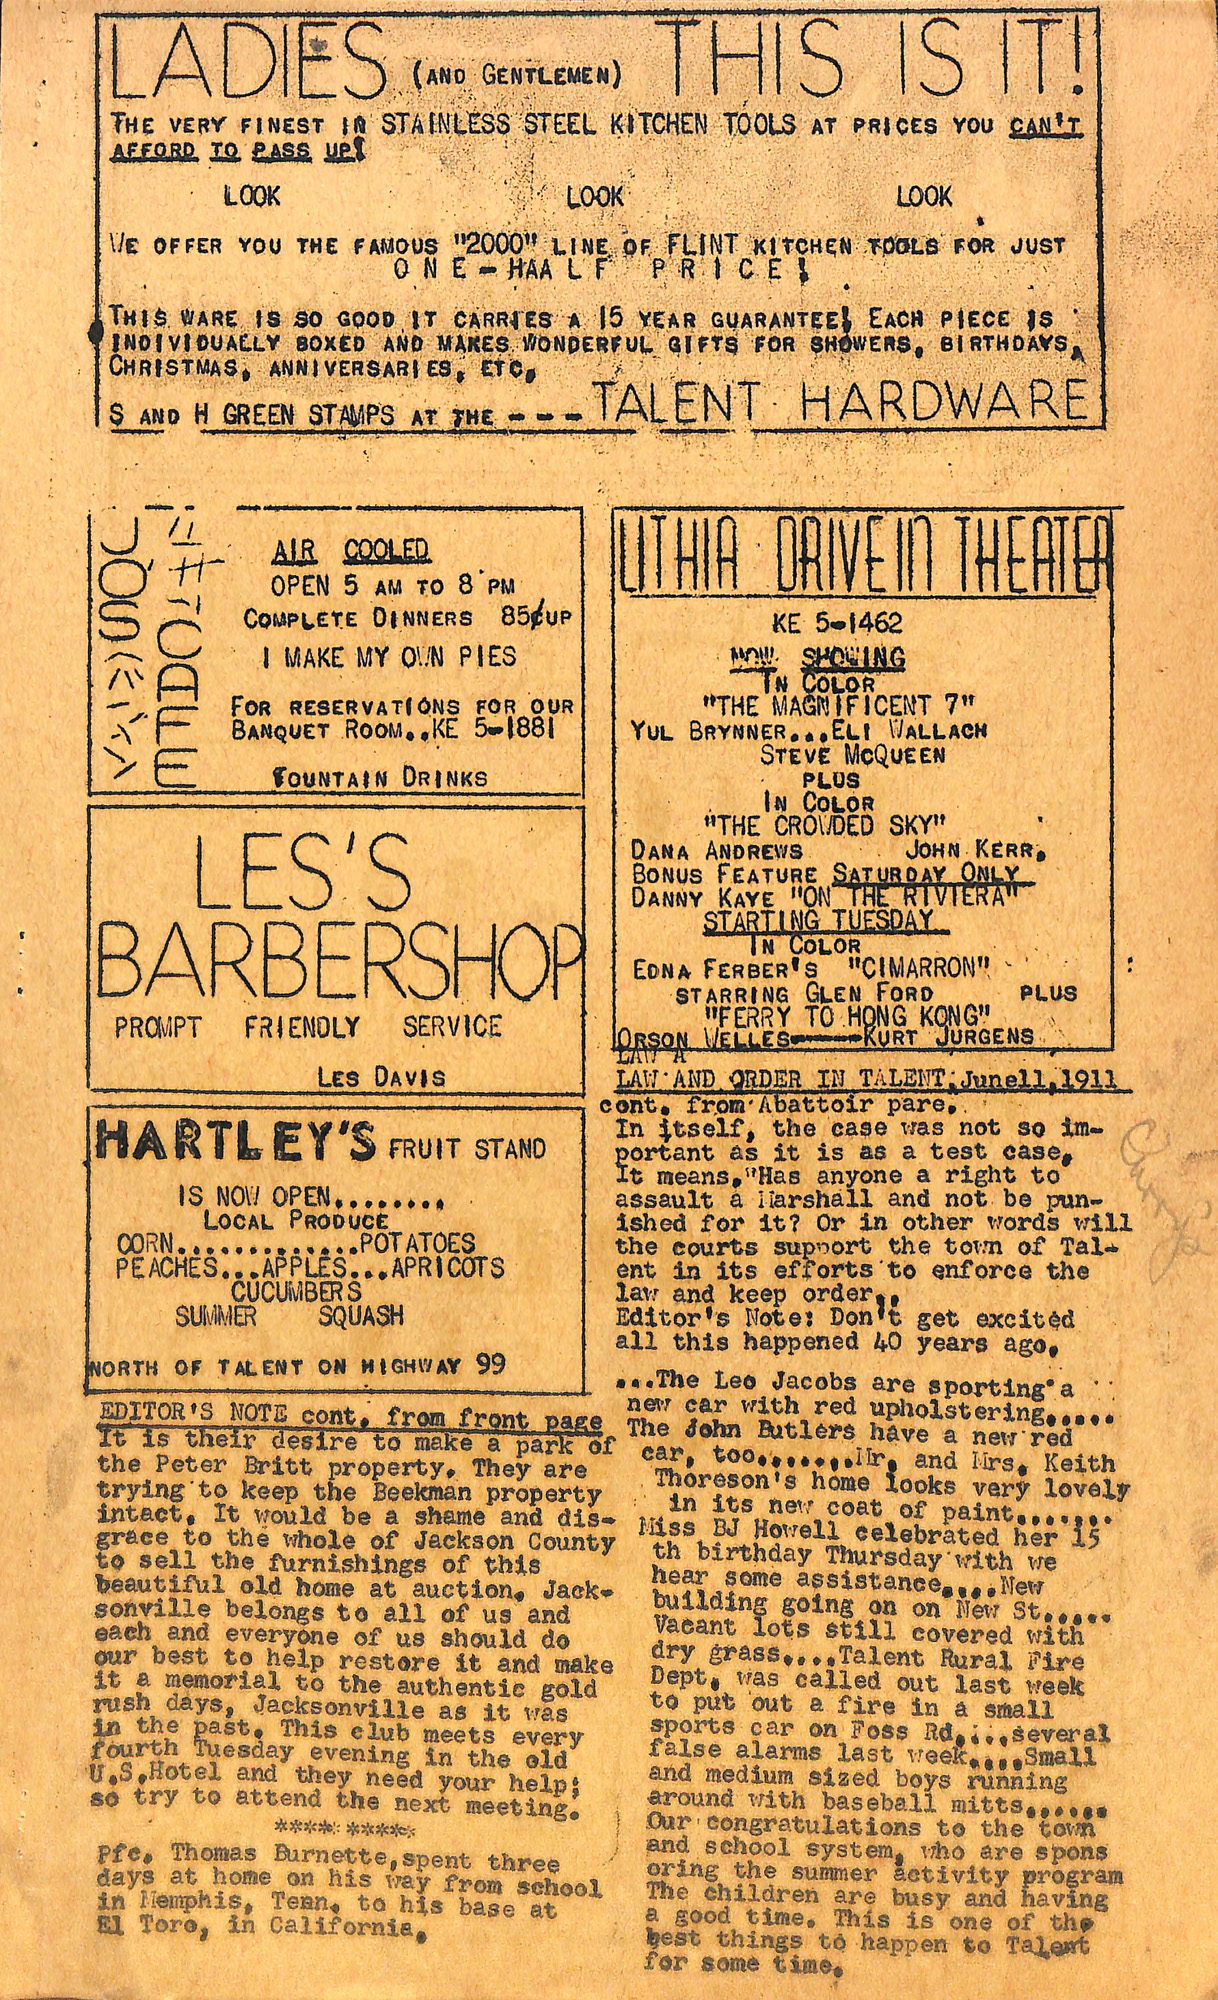 LADIES (AND GENTLEMEN) THIS IS IT!
THE VERY FINEST IN STAINLESS STEEL KITCHEN TOOLS AT PRICES YOU CAN'T
AFFORD TO PASS UP!
LOOK LOOK LOOK
WE OFFER YOU THE FAMOUS "2000" LINE OF FLINT KITCHEN TOOLS FOR JUST
ONE-HAALF PRICE!
THIS WARE IS SO GOOD IT CARRIES A 15 YEAR GUARANTEE! EACH PIECE IS
INDIVIDUALLY BOXED AND MAKES WONDERFUL GIFTS FOR SHOWERS, BIRTHDAYS,
CHRISTMAS, ANNIVERSARIES, ETC.
S AND H GREEN STAMPS AT THE --- TALENT HARDWARE
AIR COOLED
OPEN 5 AM TO 8 PM
COMPLETE DINNERS 85¢UP
I MAKE MY OWN PIES
FOR RESERVATIONS FOR OUR
BANQUET ROOM..KE 5-1881
FOUNTAIN DRINKS
LES'S
BARBERSHOP
PROMPT FRIENDLY SERVICE
LES DAVIS
HARTLEY'S FRUIT STAND
IS NOW OPEN........
LOCAL PRODUCE
CORN.............POTATOES
PEACHES...APPLES...APRICOTS
CUCUMBERS
SUMMER SQUASH
NORTH OF TALENT ON HIGHWAY 99
EDITOR'S NOTE cont. from front page
It is their desire to make a park of
the Peter Britt property. They are
trying to keep the Beekman property
intact. It would be a shame and dis-
grace to the whole of Jackson County
to sell the furnishings of this
beautiful old home at auction. Jack-
sonville belongs to all of us and
each and everyone of us should do
our best to help restore it and make
it a memorial to the authentic gold
rush days, Jacksonville as it was
in the past. This club meets every
fourth Tuesday evening in the old
U.S.Hotel and they need your help;
so try to attend the next meeting.
**** *****
Pfc. Thomas Burnette,spent three
days at home on his way from school
in Memphis, Tenn. to his base at
El Toro, in California.
LITHIA DRIVE IN THEATER
KE 5-1462
NOW SHOWING
IN COLOR
"THE MAGNIFICENT 7"
YUL BRYNNER...ELI WALLACH
STEVE MCQUEEN
PLUS
IN COLOR
"THE CROWDED SKY"
DANA ANDREWS JOHN KERR.
BONUS FEATURE SATURDAY ONLY
DANNY KAYE "ON THE RIVIERA"
STARTING TUESDAY
IN COLOR
EDNA FERBER'S "CIMARRON"
STARRING GLEN FORD PLUS
"FERRY TO HONG KONG"
ORSON WELLES-----KURT JURGENS
LAW A
LAW AND ORDER IN TALENT;June11,1911
cont. from Abattoir pare.
In itself, the case was not so im-
portant as it is as a test case.
It means."Has anyone a right to
assault a Marshall and not be pun-
ished for it? Or in other words will
the courts support the town of Tal-
ent in its efforts to enforce the
law and keep order..
Editor's Note: Don't get excited
all this happened 40 years ago.
...The Leo Jacobs are sporting a
new car with red upholstering.....
The John Butlers have a new red
car, too........Mr. and Mrs. Keith
Thoreson's home looks very lovely
in its new coat of paint.......
Miss BJ Howell celebrated her 15
th birthday Thursday with we
hear some assistance....New
building going on on New St.....
Vacant lots still covered with
dry grass....Talent Rural Fire
Dept. was called out last week
to put out a fire in a small
sports car on Foss Rd....several
false alarms last week....Small
and medium sized boys running
around with baseball mitts......
Our congratulations to the town
and school system, who are spons
oring the summer activity program
The children are busy and having
a good time. This is one of the
best things to happen to Talent
for some time.